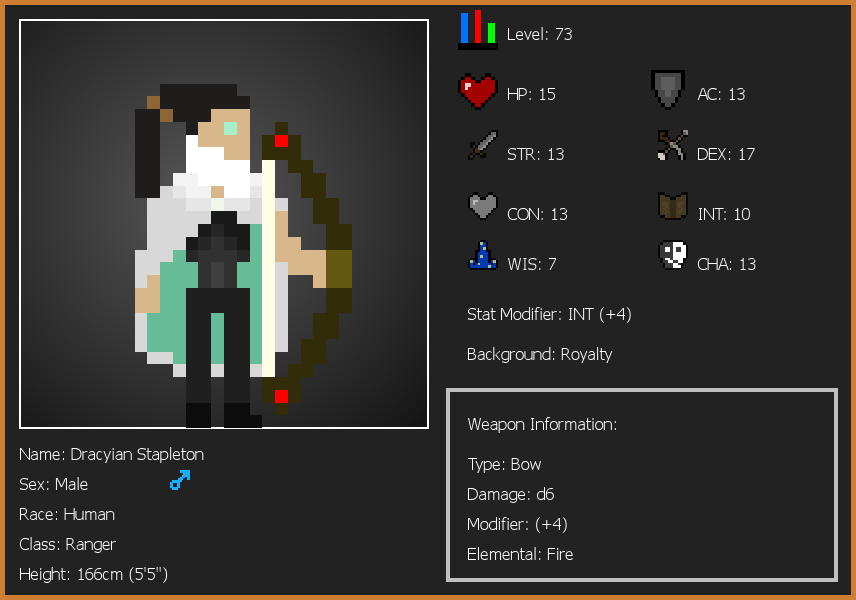 Level: 73
HP: 15
AC: 13
STR: 13
DEX: 17
CON: 13
INT: 10
WIS: 7
CHA: 13
Stat Modifier: INT (+4)
Background: Royalty
Weapon Information:
Type: Bow
Damage: d6
Modifier: (+4)
Elemental: Fire
Name: Dracyian Stapleton
Sex: Male
Race: Human
Class: Ranger
Height: 166cm (5'5")